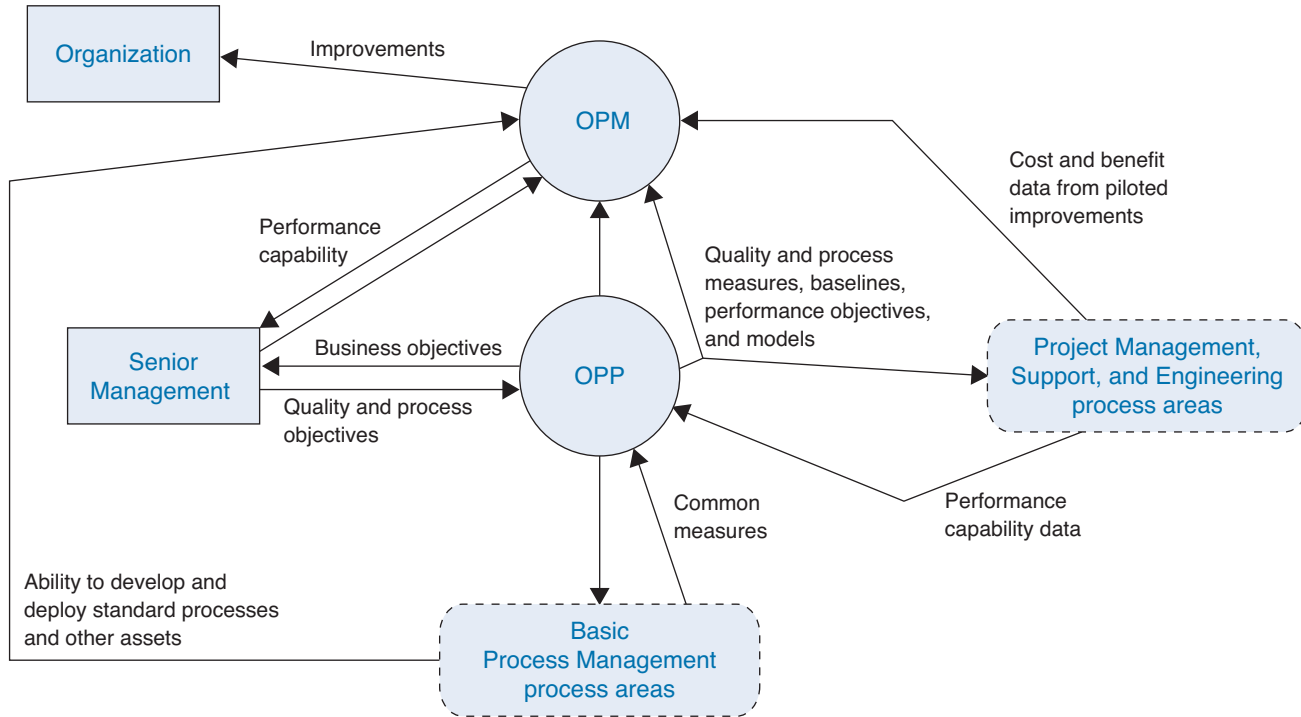 Organization
Improvements
OPM
Cost and benefit
data from piloted
improvements
Performance
capability
Quality and process
measures, baselines,
performance objectives,
and models
Senior
Management
Business objectives
OPP
Quality and process
objectives
Project Management,
Support, and Engineering
process areas
Common
measures
Performance
capability data
Ability to develop and
deploy standard processes
and other assets
Basic
Process Management
process areas